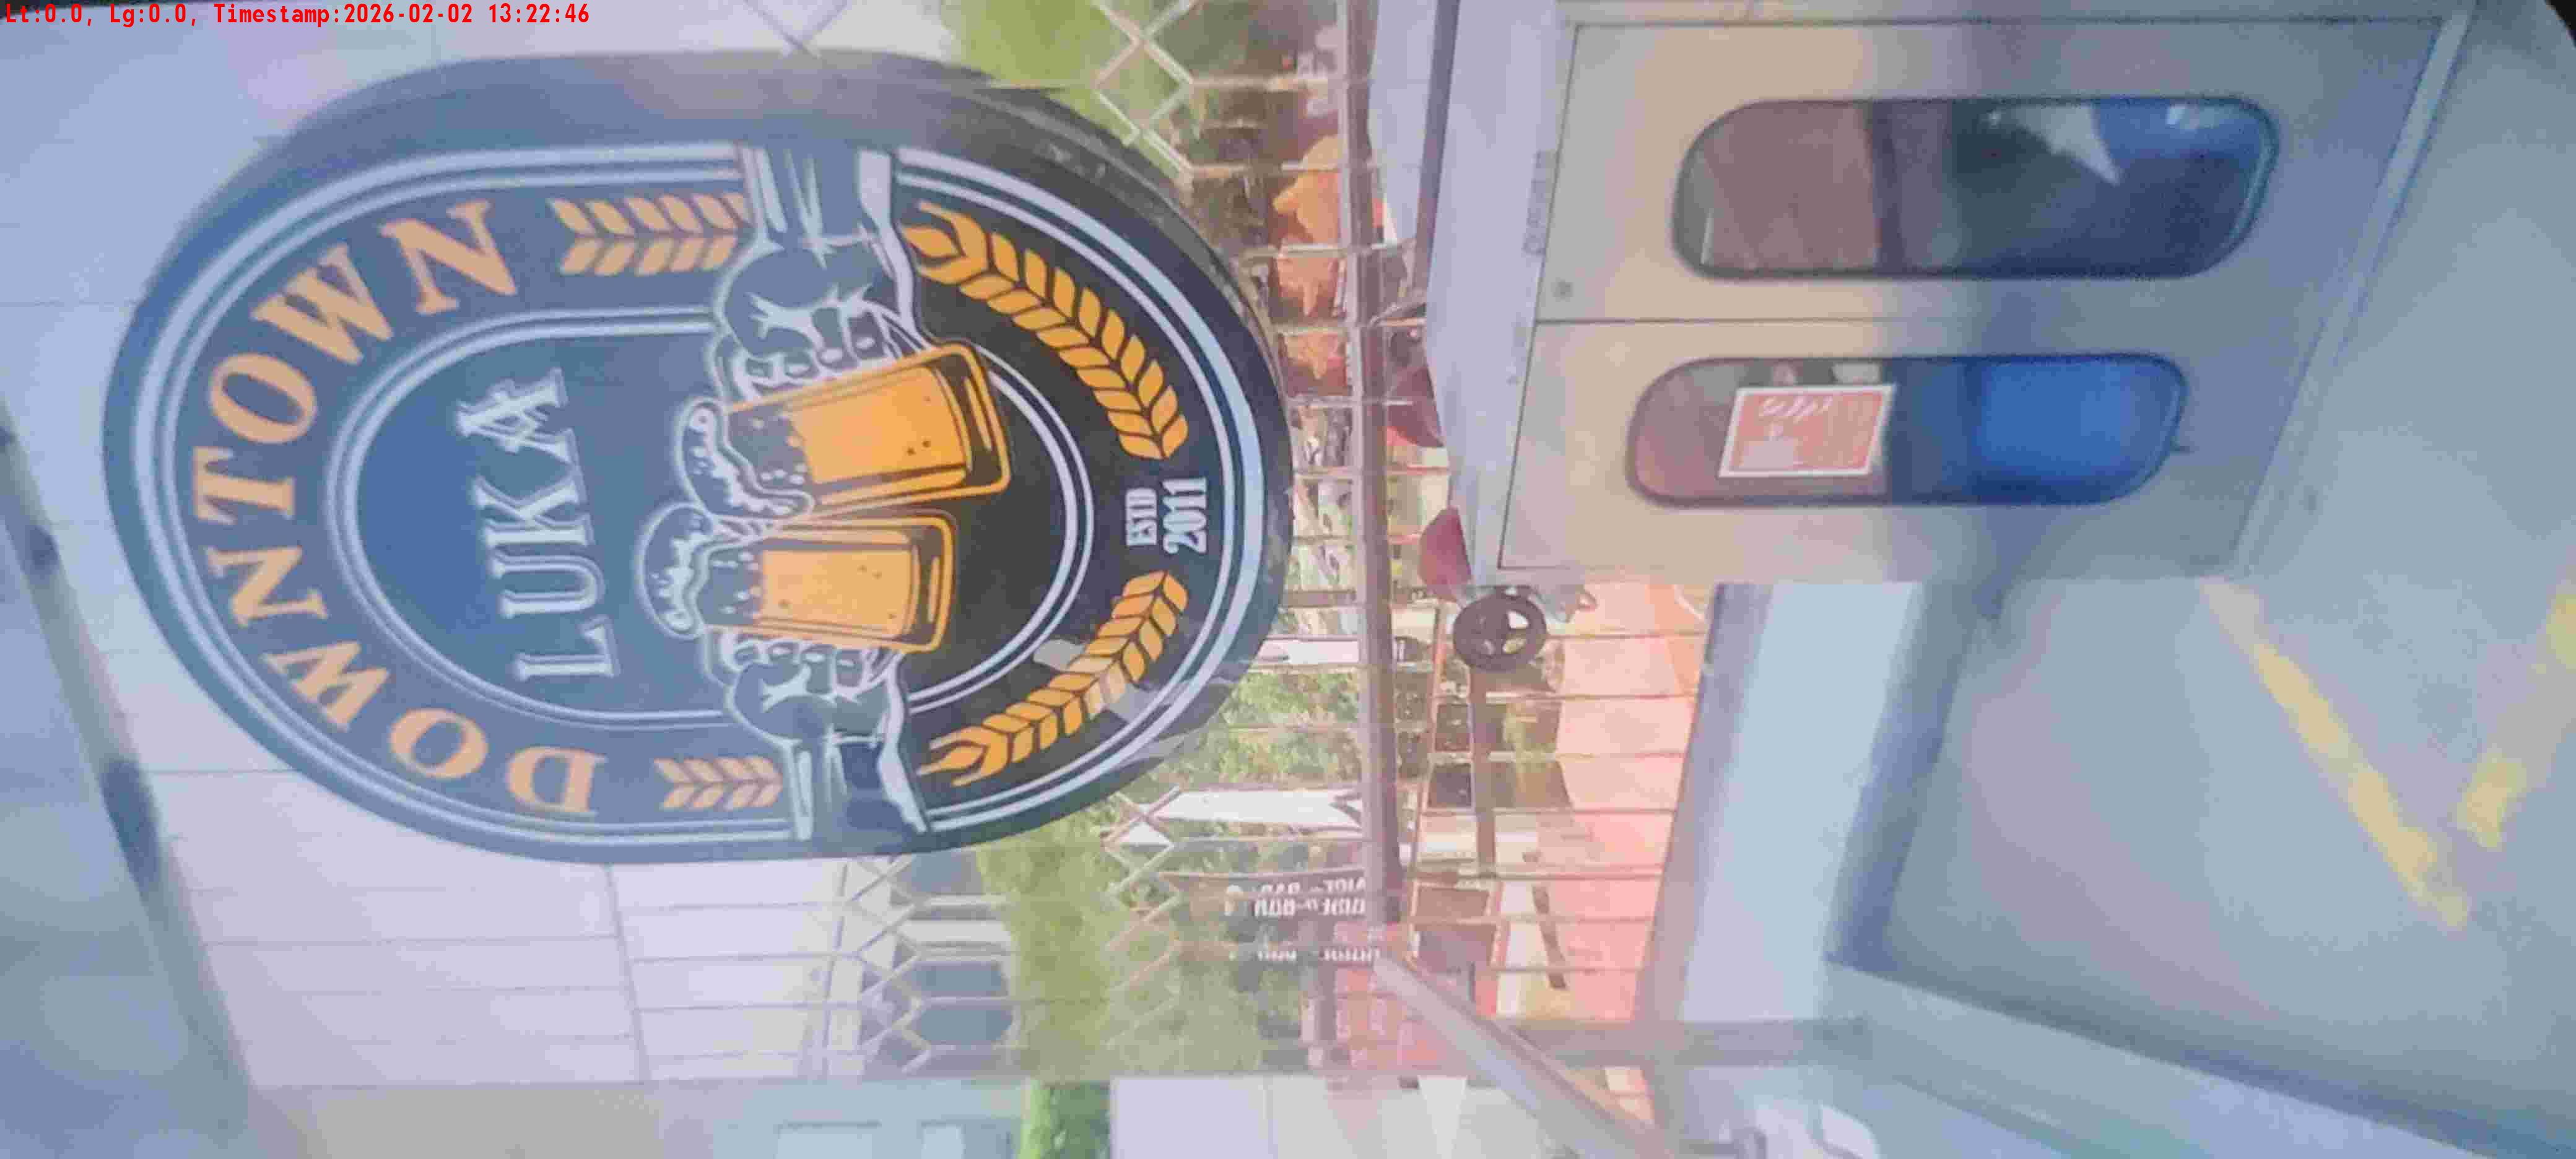 Lt:0.0, Lg:0.0, Timestamp:2026-02-02 13:22:46
DOWNTOWN
LUKA
ESTD
2011